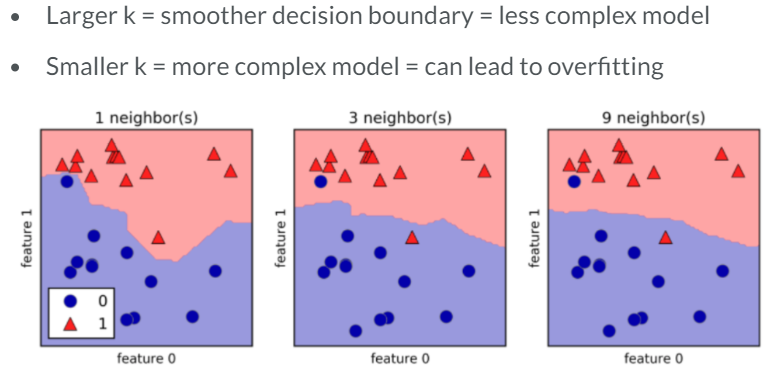 • Larger k = smoother decision boundary = less complex model
• Smaller k = more complex model = can lead to overfitting
1 neighbor(s)
3 neighbor(s)
9 neighbor(s)
feature 1
feature 1
feature 1
0
1
feature 0
feature 0
feature 0